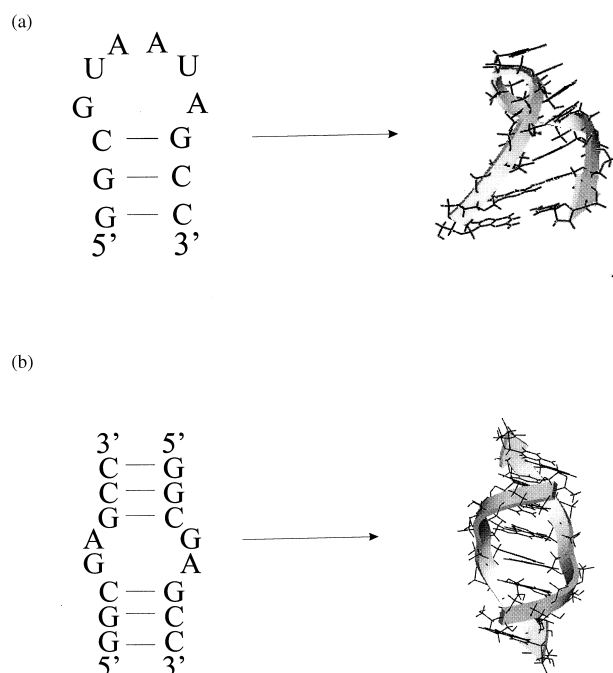 (a)
A A
U U
G A
C — G
G — C
G — C
5’ 3’
(b)
3’ 5’
C — G
C — G
G — C
A G
G A
C — G
G — C
G — C
5’ 3’